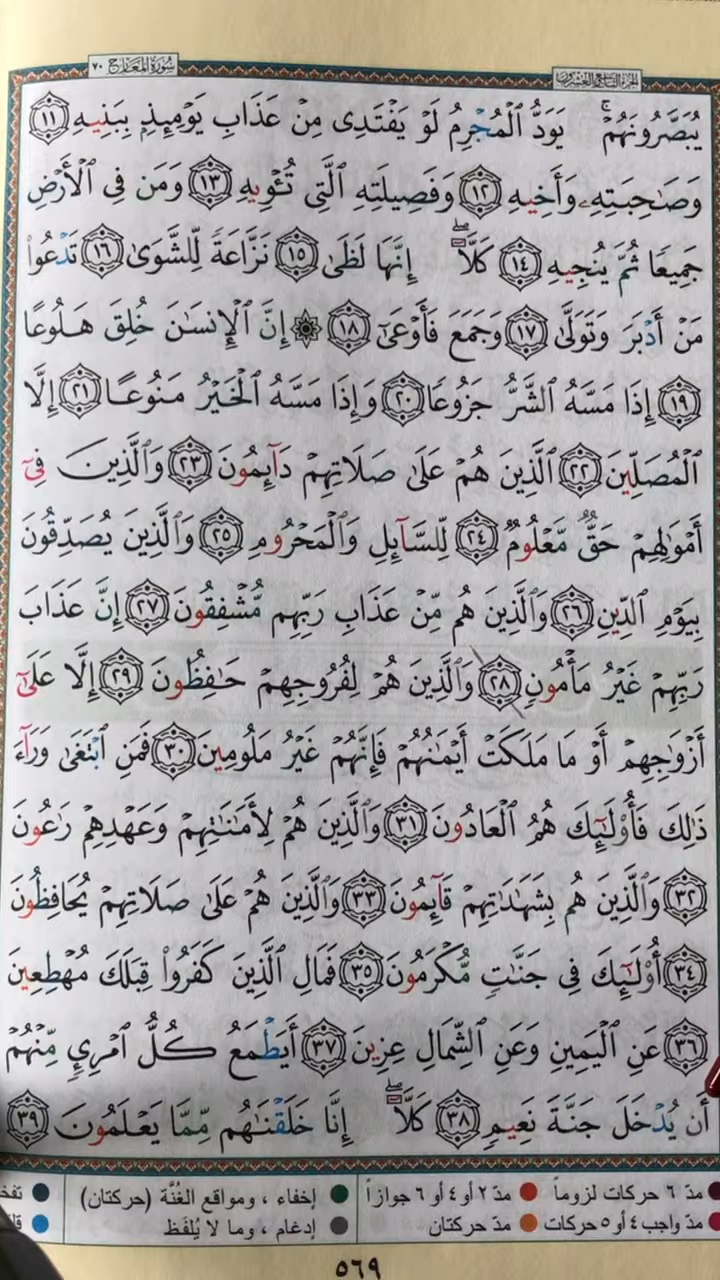 سُورَةُ المَعَارِج ٧٠
الجزء التاسع والعشرون
يُبَصَّرُونَهُمْ ۚ يَوَدُّ ٱلْمُجْرِمُ لَوْ يَفْتَدِى مِنْ عَذَابِ يَوْمِئِذٍۭ بِبَنِيهِ ١١
وَصَٰحِبَتِهِۦ وَأَخِيهِ ١٢ وَفَصِيلَتِهِ ٱلَّتِى تُـْٔوِيهِ ١٣ وَمَن فِى ٱلْأَرْضِ
جَمِيعًا ثُمَّ يُنجِيهِ ١٤ كَلَّآ ۖ إِنَّهَا لَظَىٰ ١٥ نَزَّاعَةً لِّلشَّوَىٰ ١٦ تَدْعُوا۟
مَنْ أَدْبَرَ وَتَوَلَّىٰ ١٧ وَجَمَعَ فَأَوْعَىٰٓ ١٨ ۞ إِنَّ ٱلْإِنسَٰنَ خُلِقَ هَلُوعًا
١٩ إِذَا مَسَّهُ ٱلشَّرُّ جَزُوعًا ٢٠ وَإِذَا مَسَّهُ ٱلْخَيْرُ مَنُوعًا ٢١ إِلَّا
ٱلْمُصَلِّينَ ٢٢ ٱلَّذِينَ هُمْ عَلَىٰ صَلَاتِهِمْ دَآئِمُونَ ٢٣ وَٱلَّذِينَ فِىٓ
أَمْوَٰلِهِمْ حَقٌّ مَّعْلُومٌ ٢٤ لِّلسَّآئِلِ وَٱلْمَحْرُومِ ٢٥ وَٱلَّذِينَ يُصَدِّقُونَ
بِيَوْمِ ٱلدِّينِ ٢٦ وَٱلَّذِينَ هُم مِّنْ عَذَابِ رَبِّهِم مُّشْفِقُونَ ٢٧ إِنَّ عَذَابَ
رَبِّهِمْ غَيْرُ مَأْمُونٍ ٢٨ وَٱلَّذِينَ هُمْ لِفُرُوجِهِمْ حَٰفِظُونَ ٢٩ إِلَّا عَلَىٰٓ
أَزْوَٰجِهِمْ أَوْ مَا مَلَكَتْ أَيْمَٰنُهُمْ فَإِنَّهُمْ غَيْرُ مَلُومِينَ ٣٠ فَمَنِ ٱبْتَغَىٰ وَرَآءَ
ذَٰلِكَ فَأُو۟لَٰٓئِكَ هُمُ ٱلْعَادُونَ ٣١ وَٱلَّذِينَ هُمْ لِأَمَٰنَٰتِهِمْ وَعَهْدِهِمْ رَٰعُونَ
٣٢ وَٱلَّذِينَ هُم بِشَهَٰدَٰتِهِمْ قَآئِمُونَ ٣٣ وَٱلَّذِينَ هُمْ عَلَىٰ صَلَاتِهِمْ يُحَافِظُونَ
٣٤ أُو۟لَٰٓئِكَ فِى جَنَّٰتٍ مُّكْرَمُونَ ٣٥ فَمَالِ ٱلَّذِينَ كَفَرُوا۟ قِبَلَكَ مُهْطِعِينَ
٣٦ عَنِ ٱلْيَمِينِ وَعَنِ ٱلشِّمَالِ عِزِينَ ٣٧ أَيَطْمَعُ كُلُّ ٱمْرِئٍ مِّنْهُمْ
أَن يُدْخَلَ جَنَّةَ نَعِيمٍ ٣٨ كَلَّآ ۖ إِنَّا خَلَقْنَٰهُم مِّمَّا يَعْلَمُونَ ٣٩
مدّ ٦ حركات لزوماً مدّ ٢ أو ٤ أو ٦ جوازاً إخفاء ، ومواقع الغُنَّة (حركتان)
مدّ واجب ٤ أو ٥ حركات مدّ حركتان إدغام ، وما لا يُلفَظ
٥٦٩